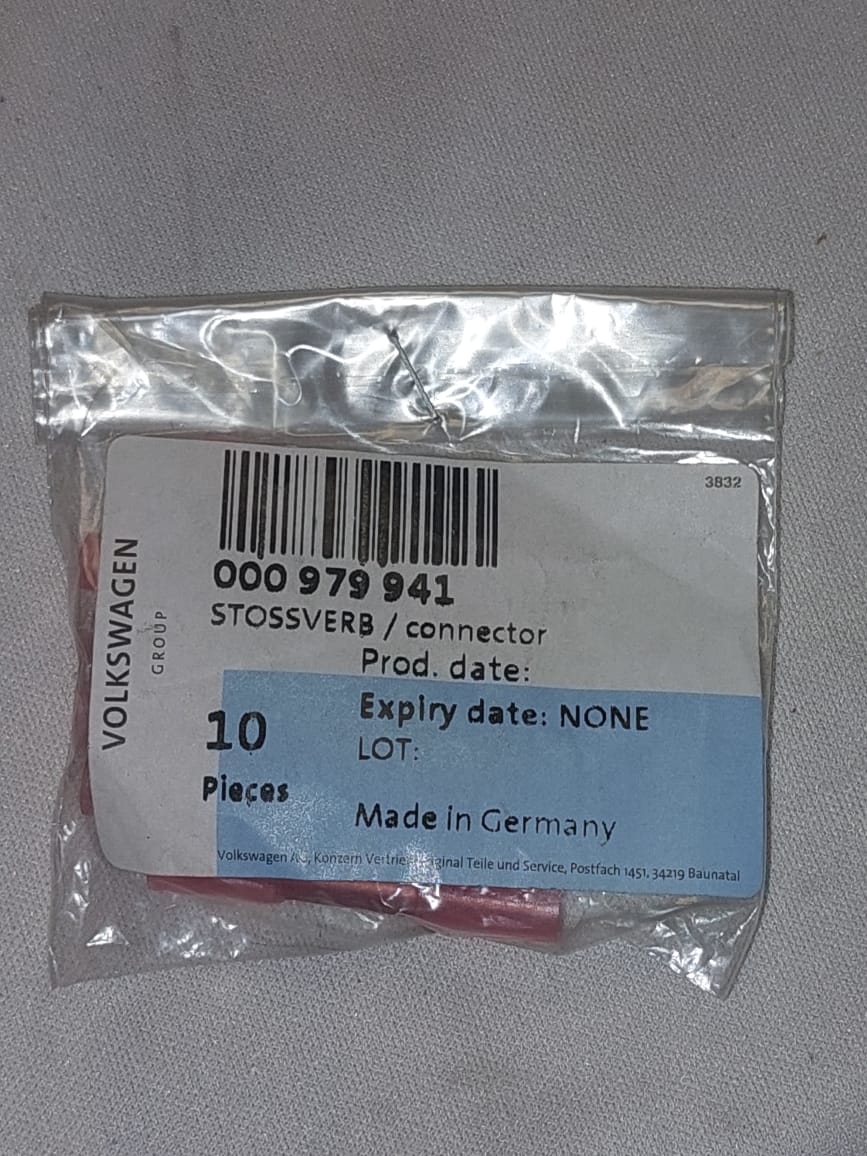 3832
000 979 941
STOSSVERB / connector
Prod. date:
Expiry date: NONE
LOT:
10
Pieces
Made in Germany
Volkswagen AG, Konzern Vertrieb Original Teile und Service, Postfach 1451, 34219 Baunatal
VOLKSWAGEN
GROUP